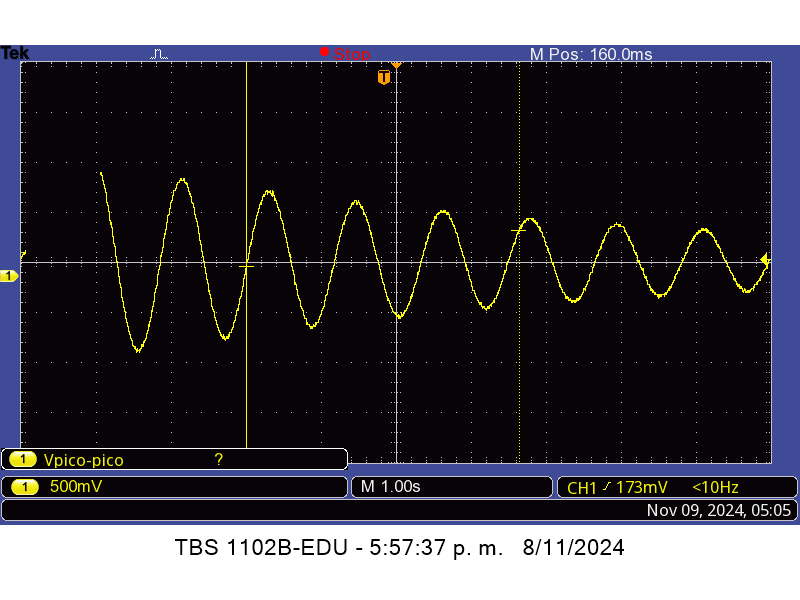 Tek Stop M Pos: 160.0ms
T
1
1 Vpico-pico ?
1 500mV M 1.00s CH1 173mV <10Hz
Nov 09, 2024, 05:05
TBS 1102B-EDU - 5:57:37 p. m. 8/11/2024